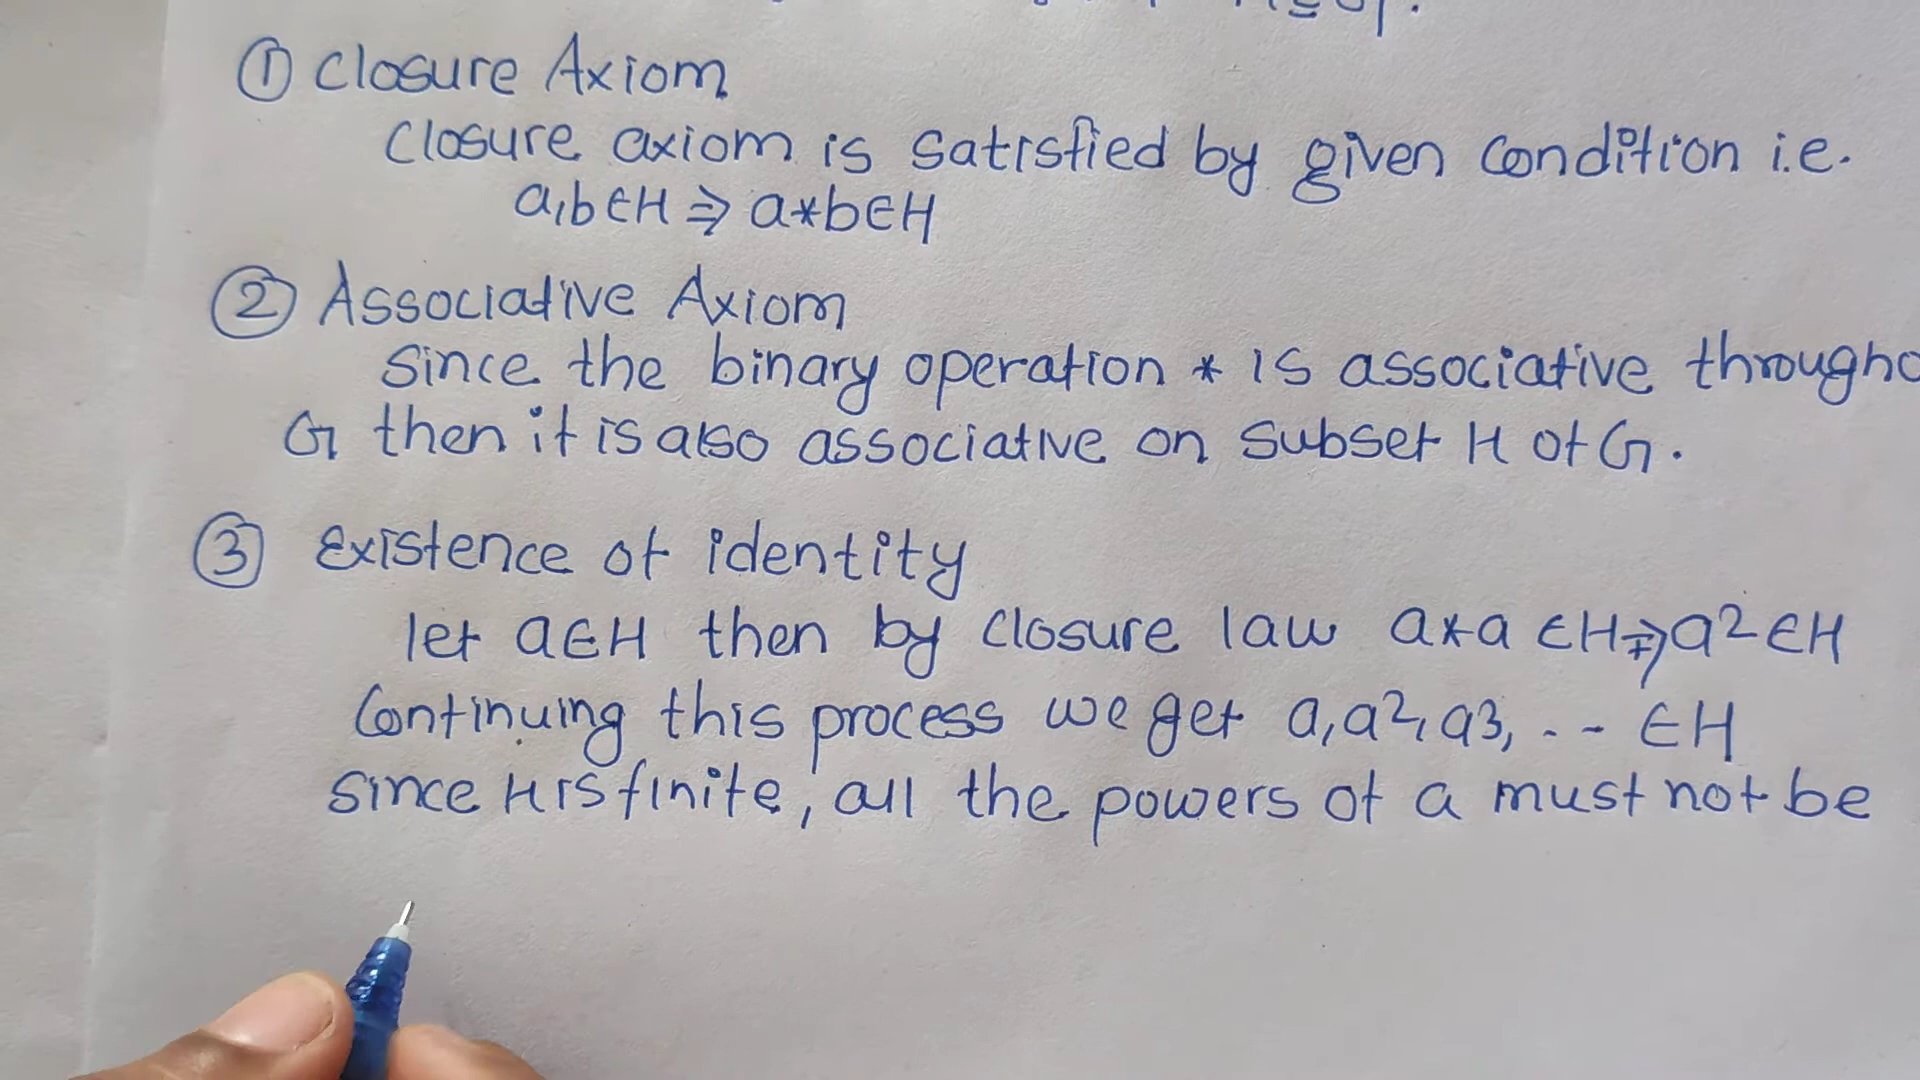 ① Closure Axiom
Closure axiom is satisfied by given condition i.e.
a,b∈H ⇒ a*b∈H
② Associative Axiom
Since the binary operation * is associative througho
G then it is also associative on subset H of G.
③ Existence of identity
let a∈H then by closure law a*a ∈H⇒a² ∈H
Continuing this process we get a,a²,a3, . - - ∈H
since H is finite, all the powers of a must not be